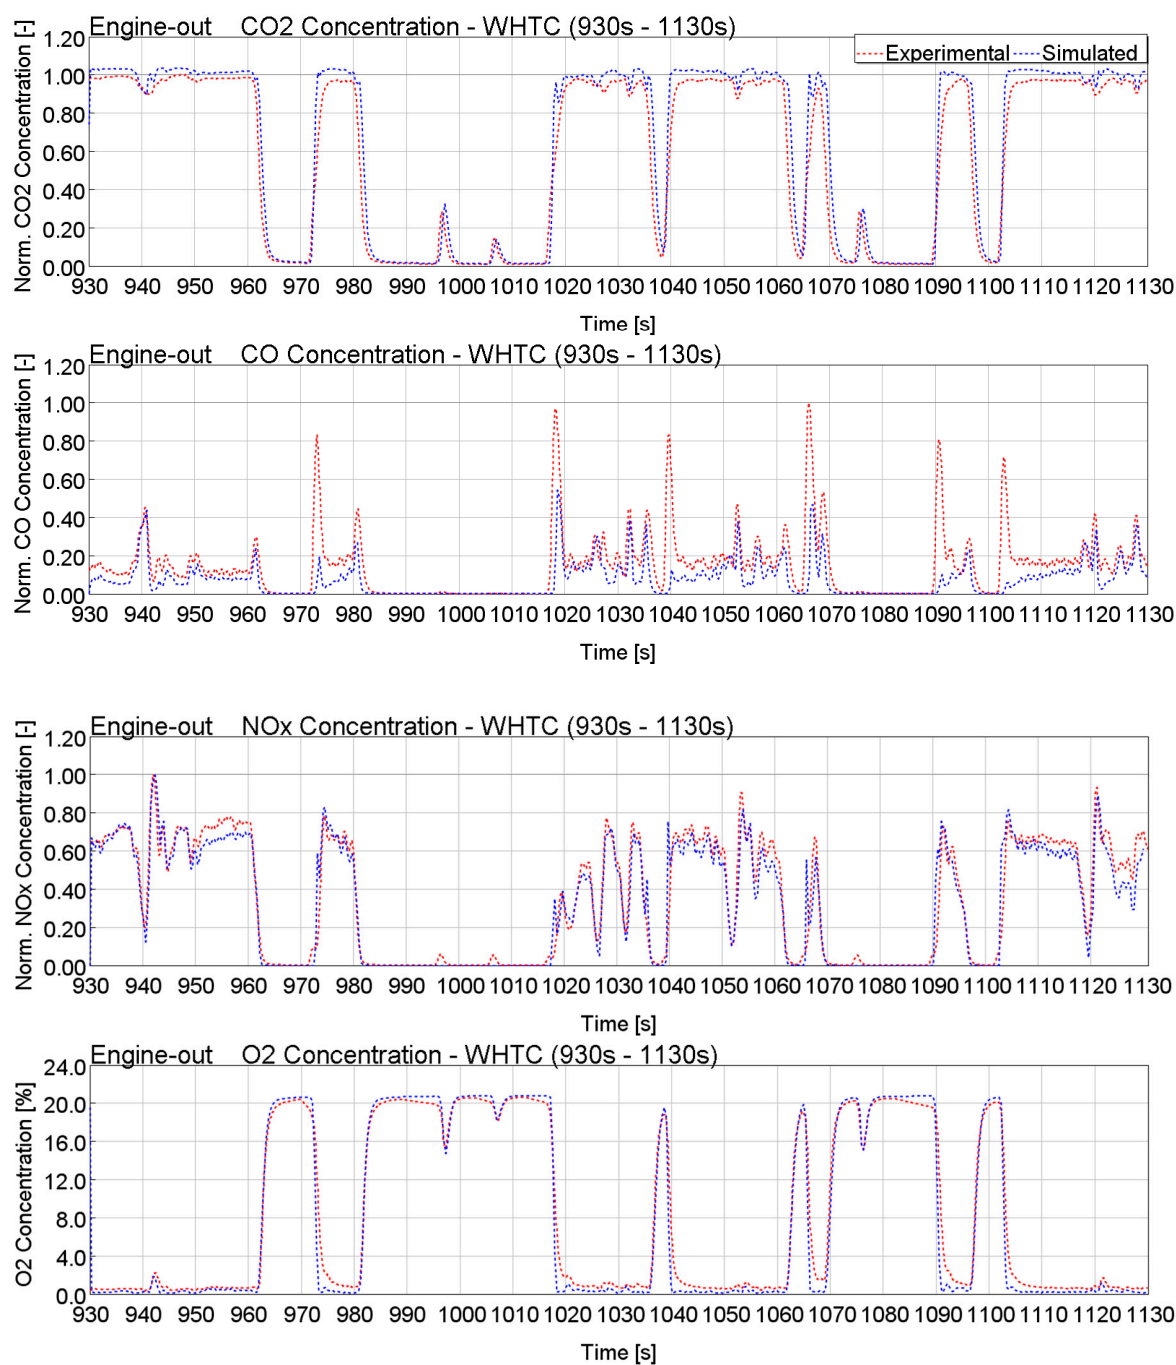 Engine-out CO2 Concentration - WHTC (930s - 1130s)
Experimental Simulated
Norm. CO2 Concentration [-]
1.20
1.00
0.80
0.60
0.40
0.20
0.00
930 940 950 960 970 980 990 1000 1010 1020 1030 1040 1050 1060 1070 1080 1090 1100 1110 1120 1130
Time [s]
Engine-out CO Concentration - WHTC (930s - 1130s)
Norm. CO Concentration [-]
1.20
1.00
0.80
0.60
0.40
0.20
0.00
930 940 950 960 970 980 990 1000 1010 1020 1030 1040 1050 1060 1070 1080 1090 1100 1110 1120 1130
Time [s]
Engine-out NOx Concentration - WHTC (930s - 1130s)
Norm. NOx Concentration [-]
1.20
1.00
0.80
0.60
0.40
0.20
0.00
930 940 950 960 970 980 990 1000 1010 1020 1030 1040 1050 1060 1070 1080 1090 1100 1110 1120 1130
Time [s]
Engine-out O2 Concentration - WHTC (930s - 1130s)
O2 Concentration [%]
24.0
20.0
16.0
12.0
8.0
4.0
0.0
930 940 950 960 970 980 990 1000 1010 1020 1030 1040 1050 1060 1070 1080 1090 1100 1110 1120 1130
Time [s]